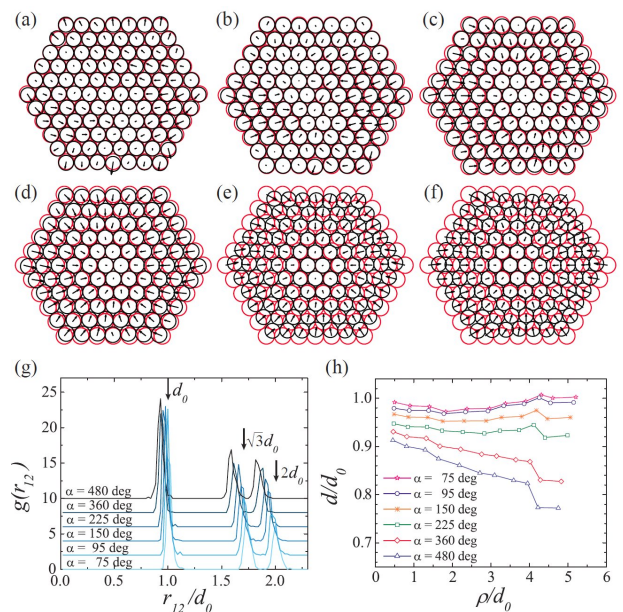 (a) (b) (c)
(d) (e) (f)
(g) (h)
25
20
15
10
5
0
g(r12)
d0
√3d0
2d0
α = 480 deg
α = 360 deg
α = 225 deg
α = 150 deg
α = 95 deg
α = 75 deg
0.0 0.5 1.0 1.5 2.0
r12/d0
1.0
0.9
0.8
0.7
d/d0
α = 75 deg
α = 95 deg
α = 150 deg
α = 225 deg
α = 360 deg
α = 480 deg
0 1 2 3 4 5 6
ρ/d0